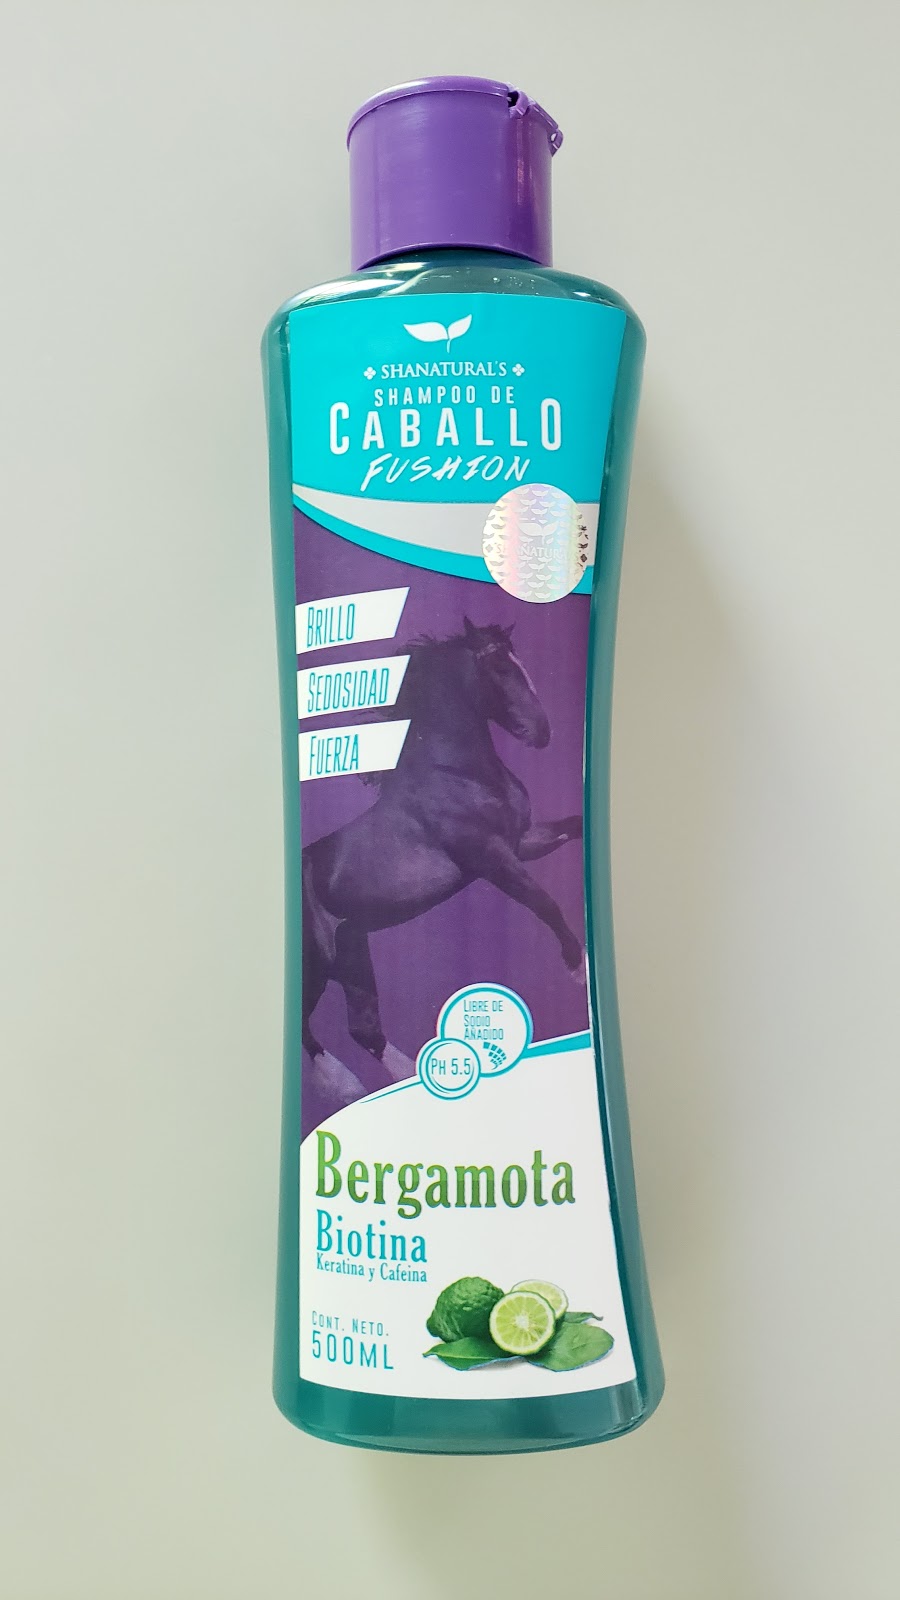 SHANATURAL'S
SHAMPOO DE
CABALLO
FUSHION
SHANATURAL
BRILLO
SEDOSIDAD
FUERZA
LIBRE DE
SODIO
AÑADIDO
PH 5.5
Bergamota
Biotina
Keratina y Cafeina
CONT. NETO.
500ML